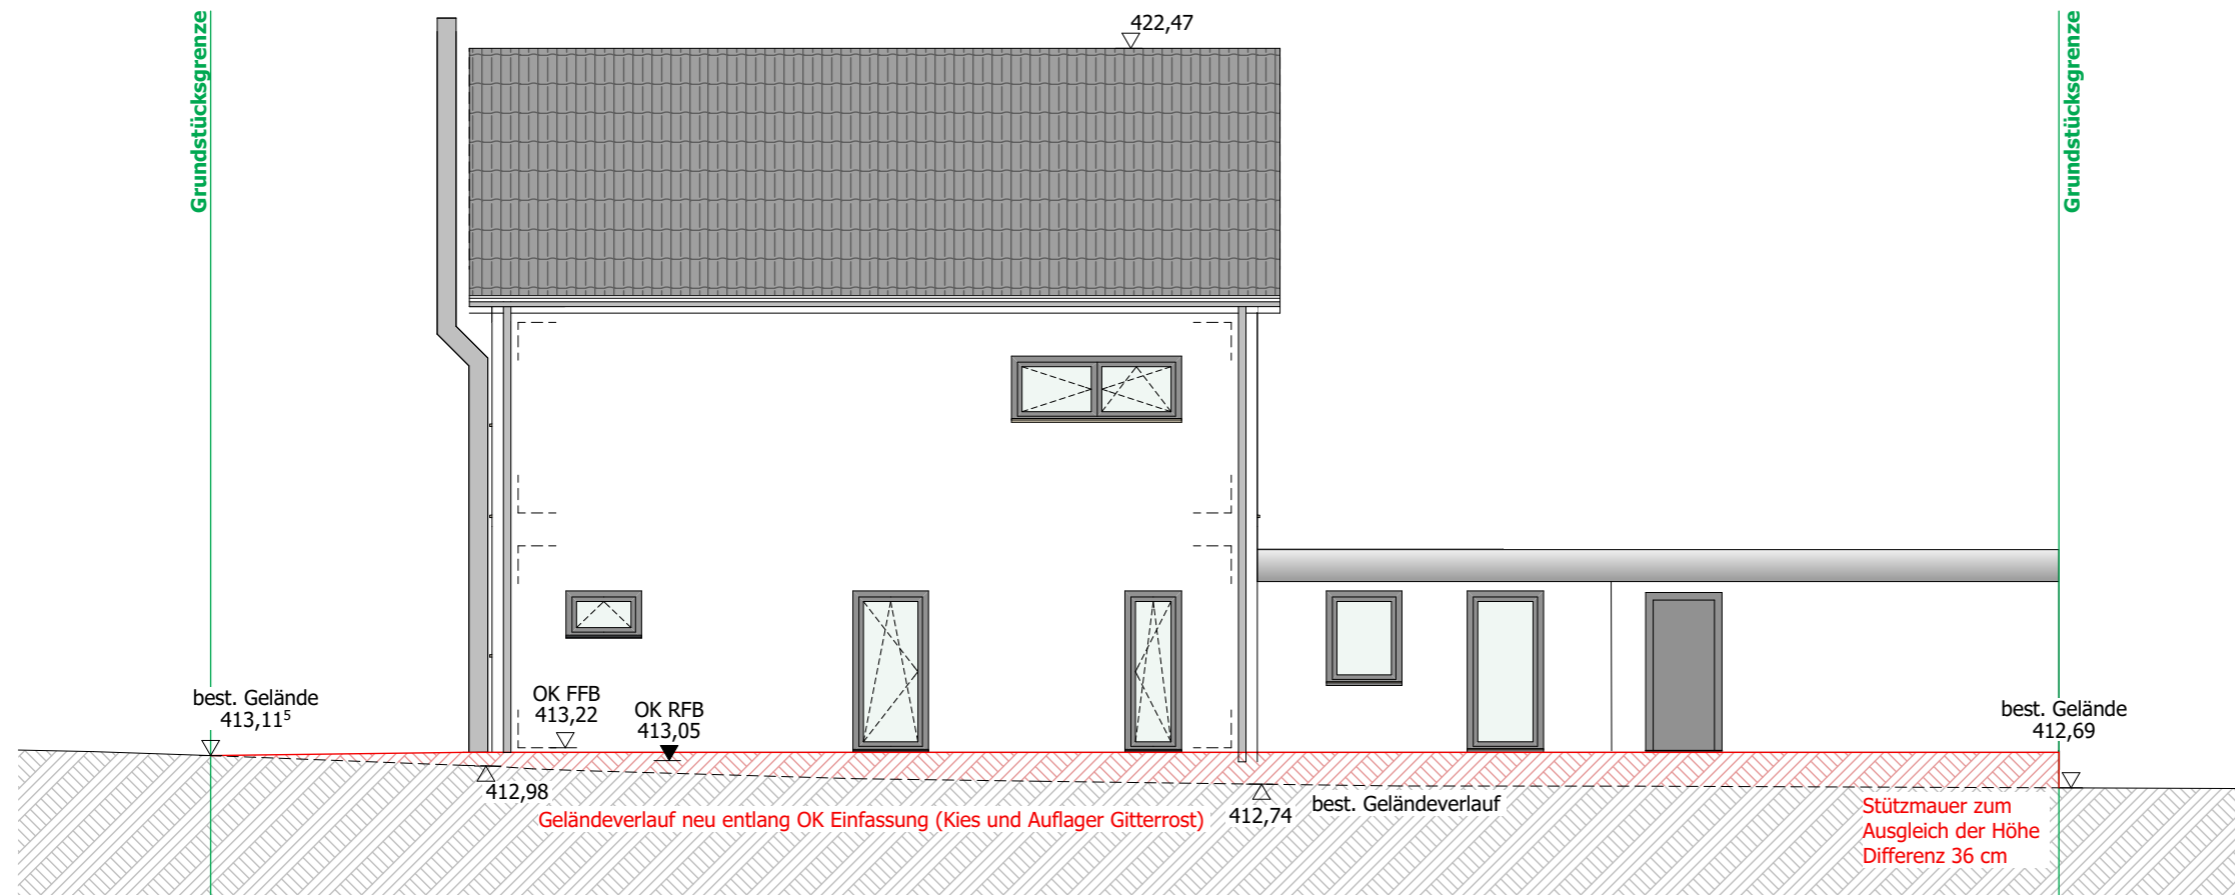 Grundstücksgrenze
422,47
Grundstücksgrenze
best. Gelände
413,11⁵
OK FFB
413,22
OK RFB
413,05
best. Gelände
412,69
412,98
Geländeverlauf neu entlang OK Einfassung (Kies und Auflager Gitterrost)
412,74
best. Geländeverlauf
Stützmauer zum
Ausgleich der Höhe
Differenz 36 cm